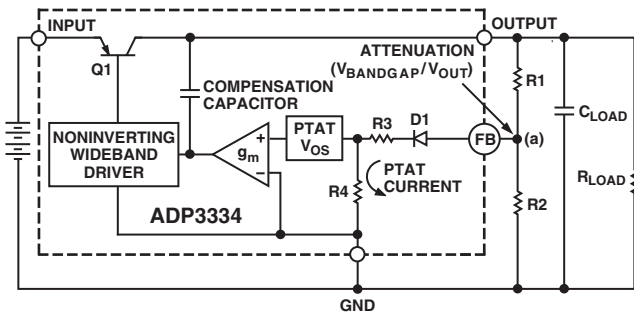 INPUT
OUTPUT
Q1
COMPENSATION
CAPACITOR
ATTENUATION
(VBANDGAP/VOUT)
R1
NONINVERTING
WIDEBAND
DRIVER
gm
+
−
PTAT
VOS
R3
D1
FB
(a)
CLOAD
RLOAD
R4
PTAT
CURRENT
R2
ADP3334
GND